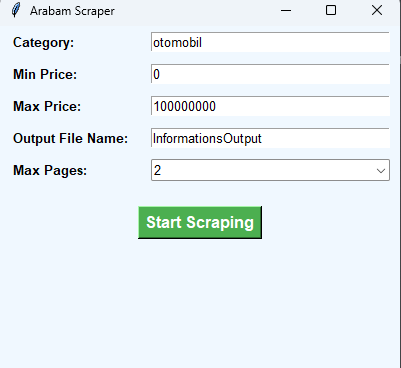 Arabam Scraper
Category: otomobil
Min Price: 0
Max Price: 100000000
Output File Name: InformationsOutput
Max Pages: 2
Start Scraping